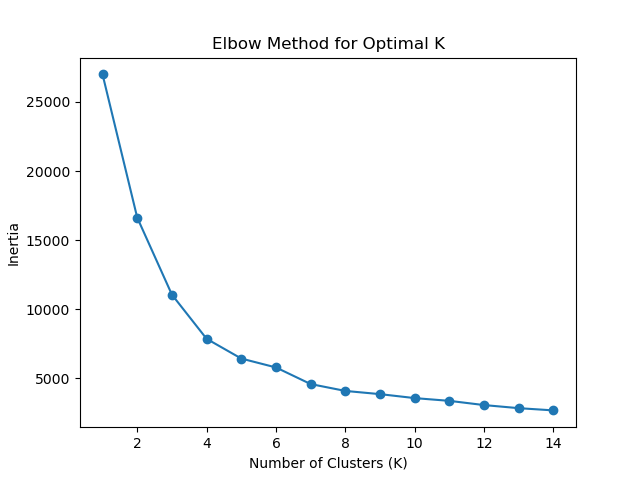 Elbow Method for Optimal K
25000
20000
15000
10000
5000
Inertia
2 4 6 8 10 12 14
Number of Clusters (K)